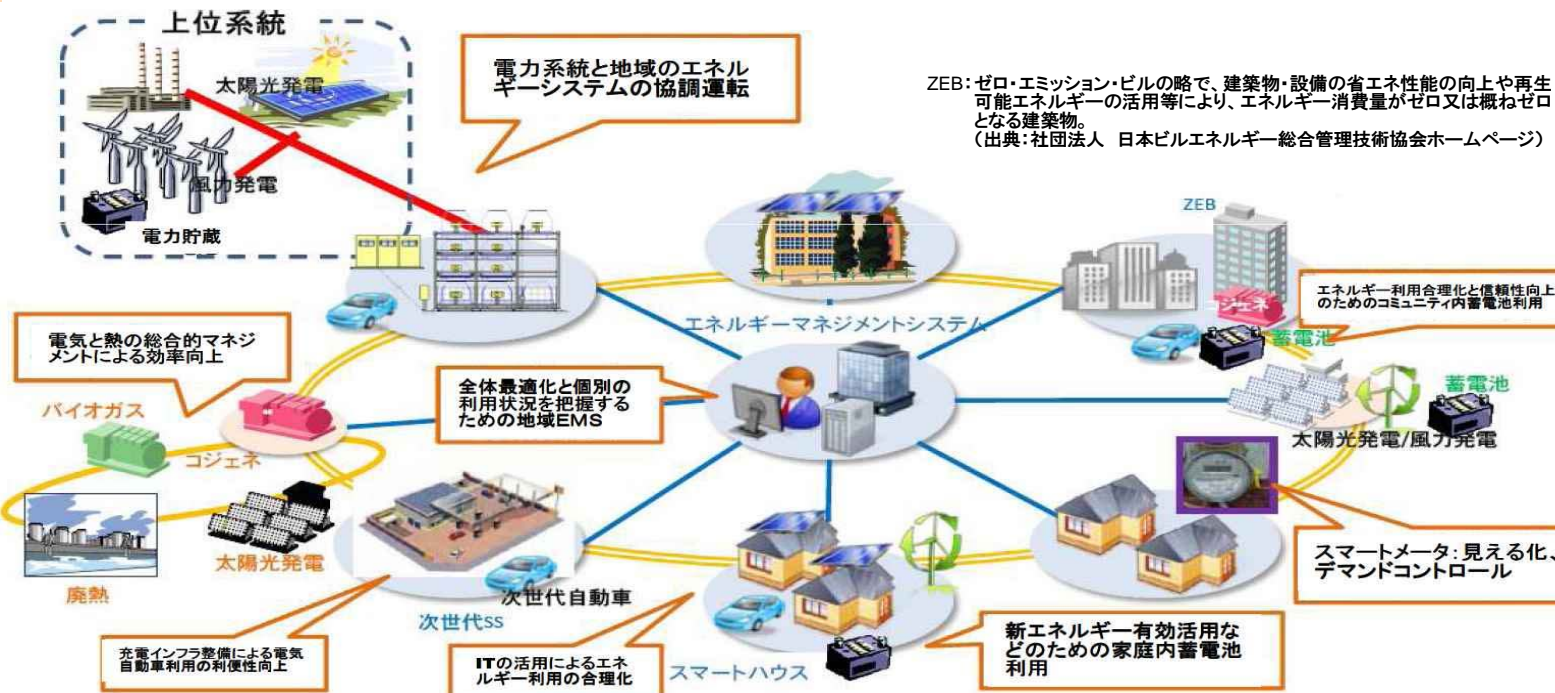 上位系統
太陽光発電
風力発電
電力貯蔵
電力系統と地域のエネル
ギーシステムの協調運転
ZEB：ゼロ・エミッション・ビルの略で、建築物・設備の省エネ性能の向上や再生
可能エネルギーの活用等により、エネルギー消費量がゼロ又は概ねゼロ
となる建築物。
（出典：社団法人　日本ビルエネルギー総合管理技術協会ホームページ）
ZEB
コジェネ
蓄電池
エネルギー利用合理化と信頼性向上
のためのコミュニティ内蓄電池利用
電気と熱の総合的マネジ
メントによる効率向上
エネルギーマネジメントシステム
全体最適化と個別の
利用状況を把握する
ための地域EMS
蓄電池
太陽光発電/風力発電
バイオガス
コジェネ
廃熱
太陽光発電
スマートメータ：見える化、
デマンドコントロール
次世代自動車
次世代SS
充電インフラ整備による電気
自動車利用の利便性向上
ITの活用によるエネ
ルギー利用の合理化
スマートハウス
新エネルギー有効活用な
どのための家庭内蓄電池
利用